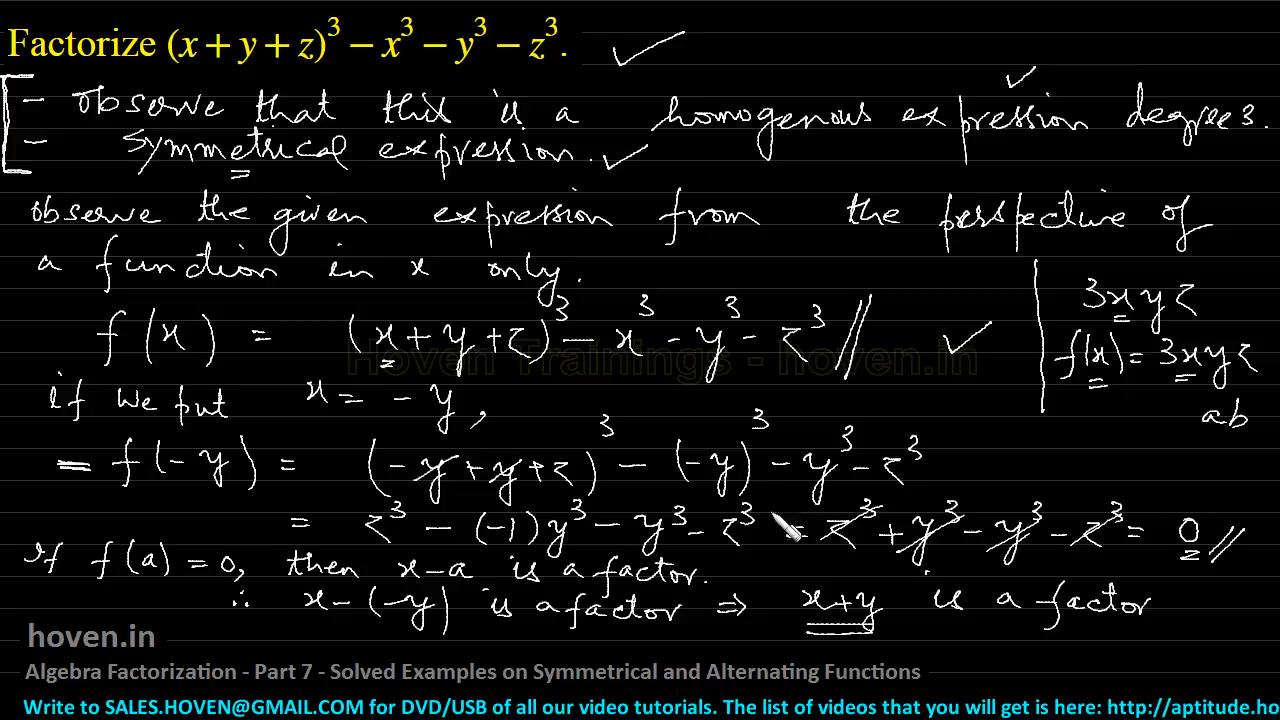 Factorize (x + y + z)³ − x³ − y³ − z³.
- observe that this is a homogenous expression degree 3.
- symmetrical expression.
observe the given expression from the perspective of
a function in x only.
f(x) = (x + y + z)³ − x³ − y³ − z³ //
3xyz
f(x) = 3xyz
ab
Hoven Trainings - hoven.in
if we put x = -y,
= f(-y) = (-y + y + z)³ − (-y)³ − y³ − z³
= z³ − (-1)y³ − y³ − z³ = z³ + y³ − y³ − z³ = 0 //
If f(a) = 0, then x-a is a factor.
∴ x-(-y) is a factor ⇒ x+y is a factor
hoven.in
Algebra Factorization - Part 7 - Solved Examples on Symmetrical and Alternating Functions
Write to SALES.HOVEN@GMAIL.COM for DVD/USB of all our video tutorials. The list of videos that you will get is here: http://aptitude.ho